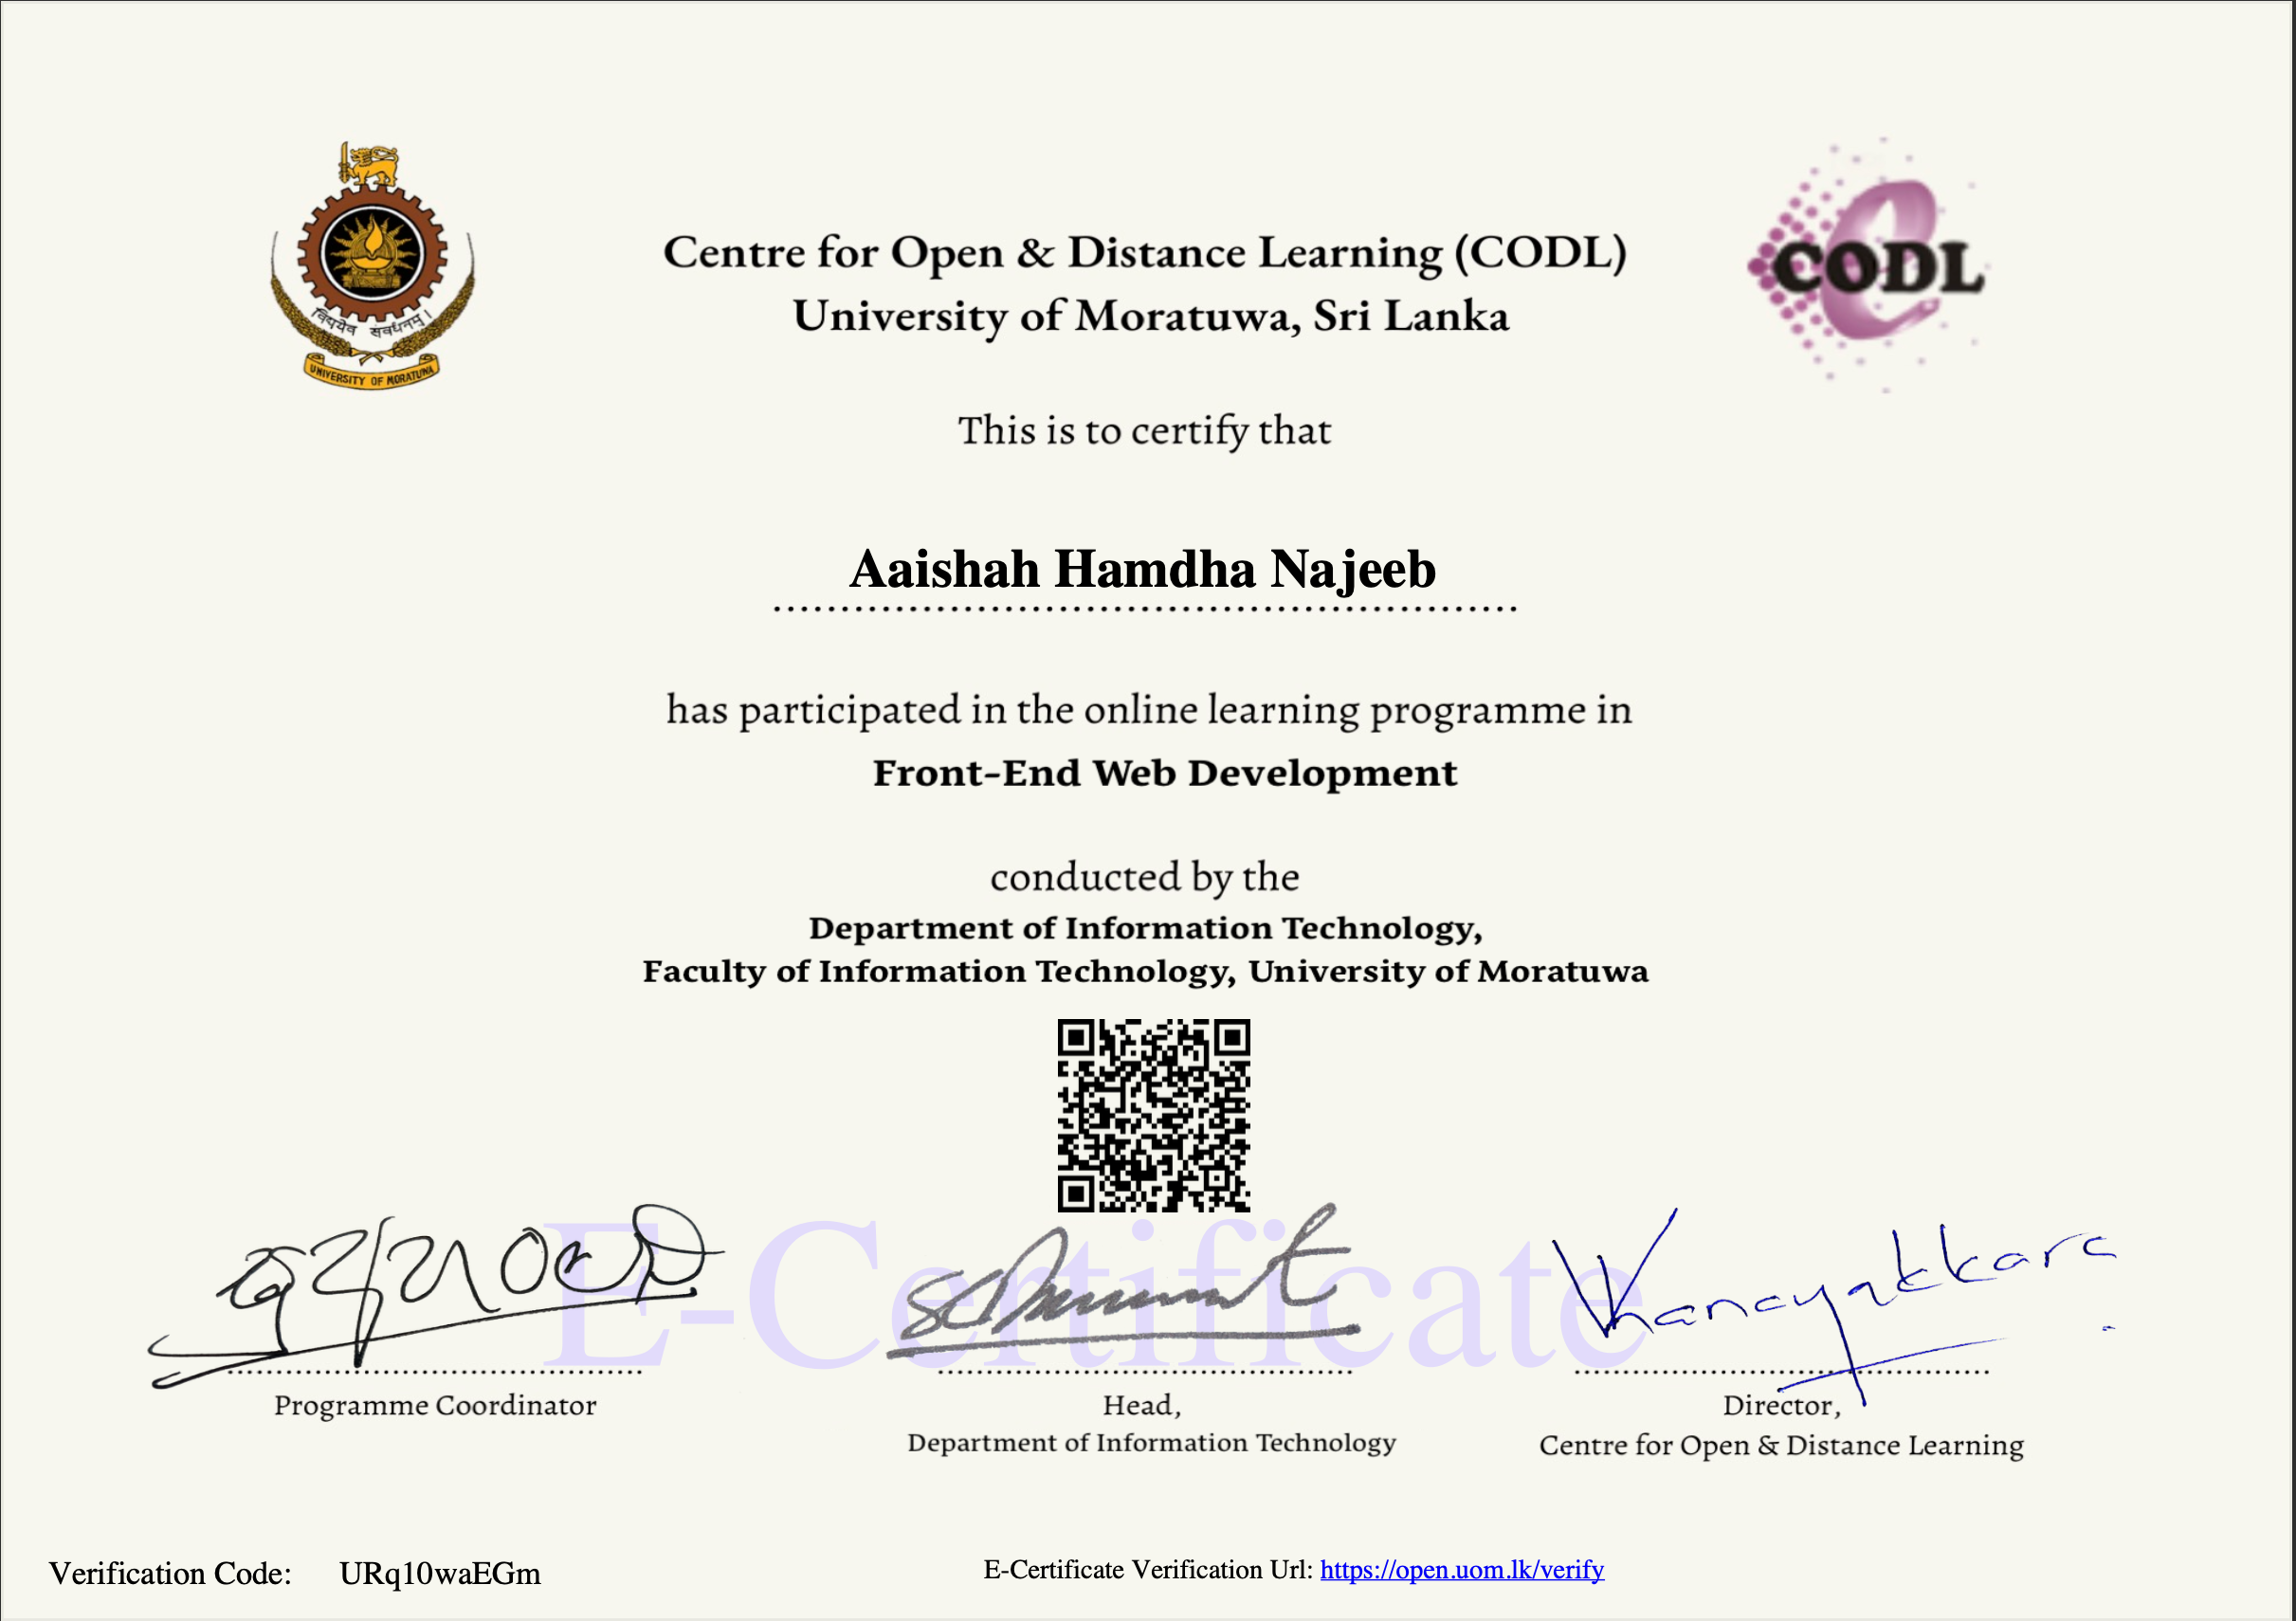 विद्ययैव सर्वधनम् ।
UNIVERSITY OF MORATUWA
Centre for Open & Distance Learning (CODL)
University of Moratuwa, Sri Lanka
e
CODL
This is to certify that
Aaishah Hamdha Najeeb
has participated in the online learning programme in
Front-End Web Development
conducted by the
Department of Information Technology,
Faculty of Information Technology, University of Moratuwa
E-Certificate
Programme Coordinator
Head,
Department of Information Technology
Director,
Centre for Open & Distance Learning
Verification Code: URq10waEGm
E-Certificate Verification Url: https://open.uom.lk/verify